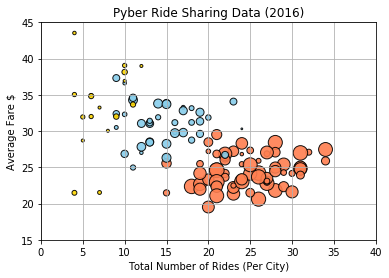 Pyber Ride Sharing Data (2016)
45
40
35
30
25
20
15
Average Fare $
0 5 10 15 20 25 30 35 40
Total Number of Rides (Per City)